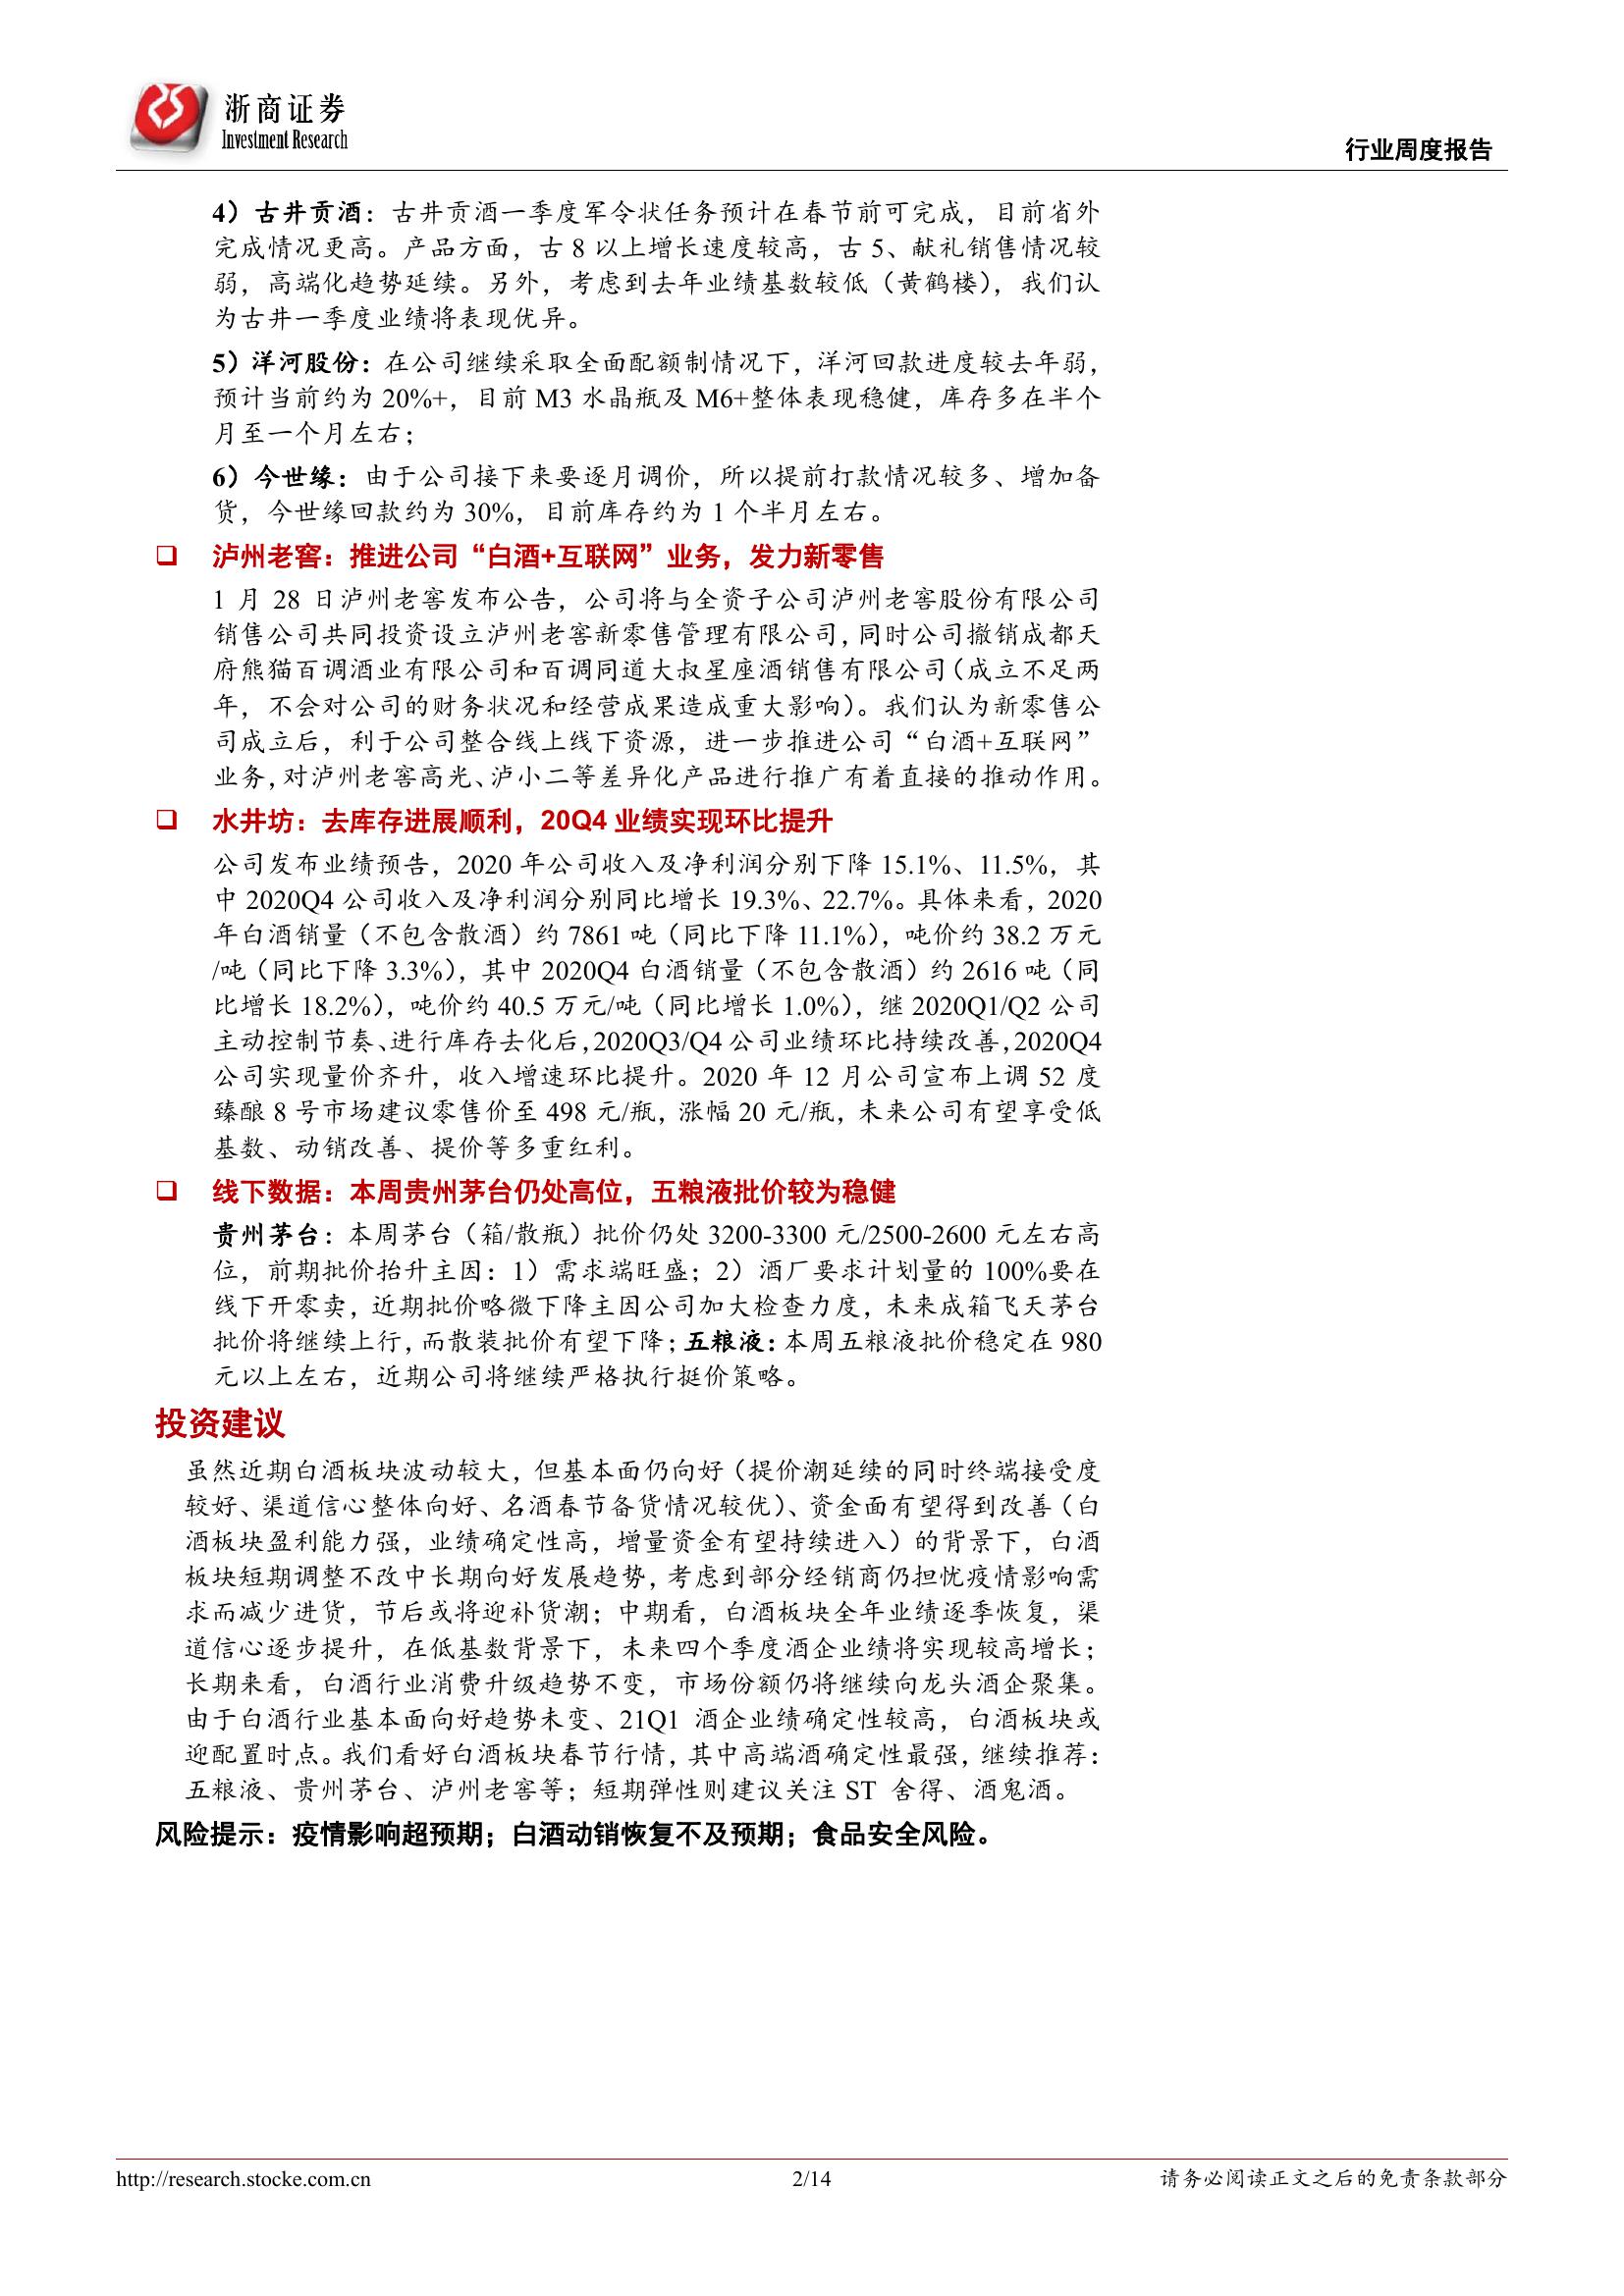 浙商证券
Investment Research
行业周度报告
4）古井贡酒：古井贡酒一季度军令状任务预计在春节前可完成，目前省外
完成情况更高。产品方面，古 8 以上增长速度较高，古 5、献礼销售情况较
弱，高端化趋势延续。另外，考虑到去年业绩基数较低（黄鹤楼），我们认
为古井一季度业绩将表现优异。
5）洋河股份：在公司继续采取全面配额制情况下，洋河回款进度较去年弱，
预计当前约为 20%+，目前 M3 水晶瓶及 M6+整体表现稳健，库存多在半个
月至一个月左右；
6）今世缘：由于公司接下来要逐月调价，所以提前打款情况较多、增加备
货，今世缘回款约为 30%，目前库存约为 1 个半月左右。
❑ 泸州老窖：推进公司“白酒+互联网”业务，发力新零售
1 月 28 日泸州老窖发布公告，公司将与全资子公司泸州老窖股份有限公司
销售公司共同投资设立泸州老窖新零售管理有限公司，同时公司撤销成都天
府熊猫百调酒业有限公司和百调同道大叔星座酒销售有限公司（成立不足两
年，不会对公司的财务状况和经营成果造成重大影响）。我们认为新零售公
司成立后，利于公司整合线上线下资源，进一步推进公司“白酒+互联网”
业务，对泸州老窖高光、泸小二等差异化产品进行推广有着直接的推动作用。
❑ 水井坊：去库存进展顺利，20Q4 业绩实现环比提升
公司发布业绩预告，2020 年公司收入及净利润分别下降 15.1%、11.5%，其
中 2020Q4 公司收入及净利润分别同比增长 19.3%、22.7%。具体来看，2020
年白酒销量（不包含散酒）约 7861 吨（同比下降 11.1%），吨价约 38.2 万元
/吨（同比下降 3.3%），其中 2020Q4 白酒销量（不包含散酒）约 2616 吨（同
比增长 18.2%），吨价约 40.5 万元/吨（同比增长 1.0%），继 2020Q1/Q2 公司
主动控制节奏、进行库存去化后，2020Q3/Q4 公司业绩环比持续改善，2020Q4
公司实现量价齐升，收入增速环比提升。2020 年 12 月公司宣布上调 52 度
臻酿 8 号市场建议零售价至 498 元/瓶，涨幅 20 元/瓶，未来公司有望享受低
基数、动销改善、提价等多重红利。
❑ 线下数据：本周贵州茅台仍处高位，五粮液批价较为稳健
贵州茅台：本周茅台（箱/散瓶）批价仍处 3200-3300 元/2500-2600 元左右高
位，前期批价抬升主因：1）需求端旺盛；2）酒厂要求计划量的 100%要在
线下开零卖，近期批价略微下降主因公司加大检查力度，未来成箱飞天茅台
批价将继续上行，而散装批价有望下降；五粮液：本周五粮液批价稳定在 980
元以上左右，近期公司将继续严格执行挺价策略。
投资建议
虽然近期白酒板块波动较大，但基本面仍向好（提价潮延续的同时终端接受度
较好、渠道信心整体向好、名酒春节备货情况较优）、资金面有望得到改善（白
酒板块盈利能力强，业绩确定性高，增量资金有望持续进入）的背景下，白酒
板块短期调整不改中长期向好发展趋势，考虑到部分经销商仍担忧疫情影响需
求而减少进货，节后或将迎补货潮；中期看，白酒板块全年业绩逐季恢复，渠
道信心逐步提升，在低基数背景下，未来四个季度酒企业绩将实现较高增长；
长期来看，白酒行业消费升级趋势不变，市场份额仍将继续向龙头酒企聚集。
由于白酒行业基本面向好趋势未变、21Q1 酒企业绩确定性较高，白酒板块或
迎配置时点。我们看好白酒板块春节行情，其中高端酒确定性最强，继续推荐：
五粮液、贵州茅台、泸州老窖等；短期弹性则建议关注 ST 舍得、酒鬼酒。
风险提示：疫情影响超预期；白酒动销恢复不及预期；食品安全风险。
http://research.stocke.com.cn
2/14
请务必阅读正文之后的免责条款部分